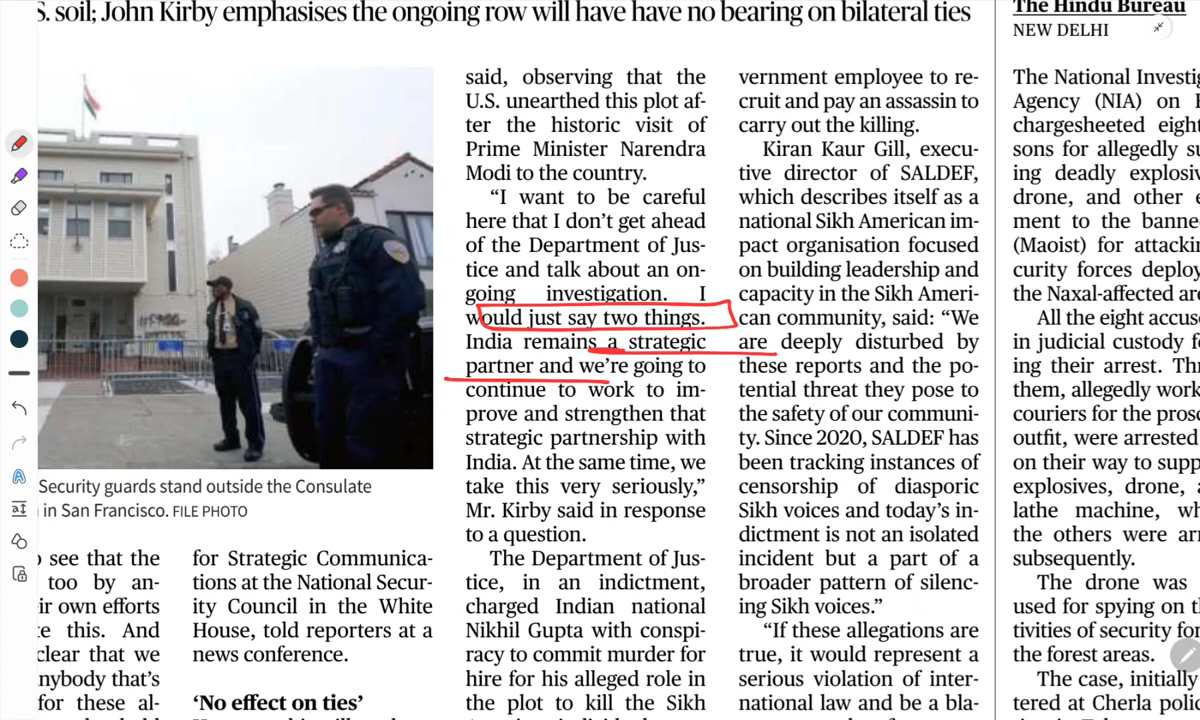 S. soil; John Kirby emphasises the ongoing row will have have no bearing on bilateral ties
Security guards stand outside the Consulate
in San Francisco. FILE PHOTO
see that the
too by an-
own efforts
this. And
clear that we
anybody that's
for these al-
for Strategic Communica-
tions at the National Secur-
ity Council in the White
House, told reporters at a
news conference.
'No effect on ties'
said, observing that the
U.S. unearthed this plot af-
ter the historic visit of
Prime Minister Narendra
Modi to the country.
"I want to be careful
here that I don't get ahead
of the Department of Jus-
tice and talk about an on-
going investigation. I
would just say two things.
India remains a strategic
partner and we're going to
continue to work to im-
prove and strengthen that
strategic partnership with
India. At the same time, we
take this very seriously,"
Mr. Kirby said in response
to a question.
The Department of Jus-
tice, in an indictment,
charged Indian national
Nikhil Gupta with conspi-
racy to commit murder for
hire for his alleged role in
the plot to kill the Sikh
vernment employee to re-
cruit and pay an assassin to
carry out the killing.
Kiran Kaur Gill, execu-
tive director of SALDEF,
which describes itself as a
national Sikh American im-
pact organisation focused
on building leadership and
capacity in the Sikh Ameri-
can community, said: "We
are deeply disturbed by
these reports and the po-
tential threat they pose to
the safety of our communi-
ty. Since 2020, SALDEF has
been tracking instances of
censorship of diasporic
Sikh voices and today's in-
dictment is not an isolated
incident but a part of a
broader pattern of silenc-
ing Sikh voices."
"If these allegations are
true, it would represent a
serious violation of inter-
national law and be a bla-
The Hindu Bureau
NEW DELHI
The National Investig
Agency (NIA) on
chargesheeted eight
sons for allegedly su
ing deadly explosiv
drone, and other
ment to the banne
(Maoist) for attackin
curity forces deploy
the Naxal-affected are
All the eight accuse
in judicial custody f
ing their arrest. Th
them, allegedly work
couriers for the prosc
outfit, were arrested
on their way to supp
explosives, drone,
lathe machine, wh
the others were arr
subsequently.
The drone was
used for spying on th
tivities of security for
the forest areas.
The case, initially
tered at Cherla polic